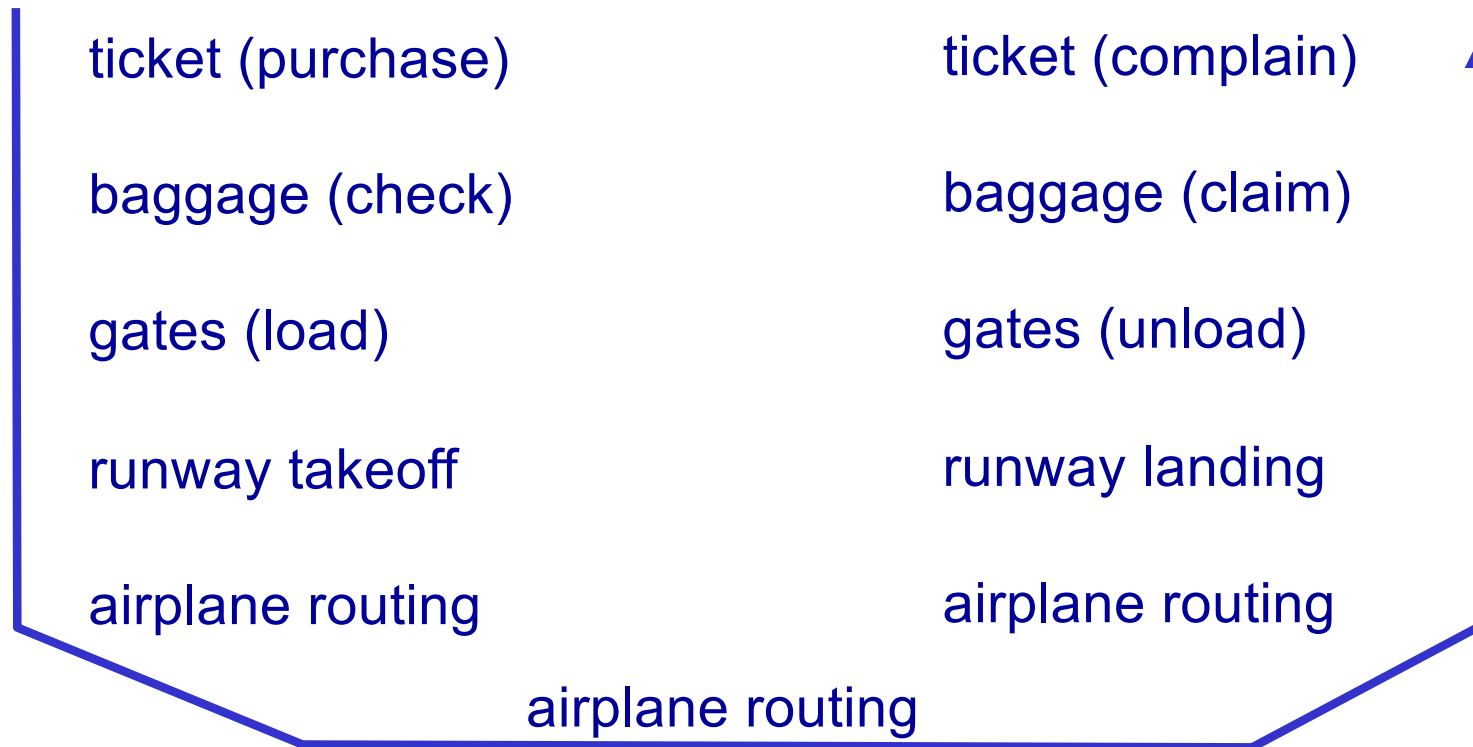 ticket (purchase)
baggage (check)
gates (load)
runway takeoff
airplane routing
ticket (complain)
baggage (claim)
gates (unload)
runway landing
airplane routing
airplane routing